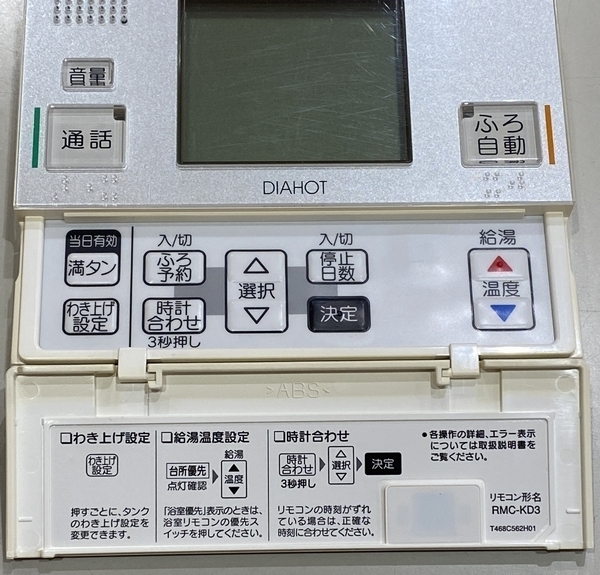 音量
通話
ふろ
自動
DIAHOT
当日有効
満タン
わき上げ
設定
入/切
ふろ
予約
時計
合わせ
3秒押し
選択
入/切
停止
日数
決定
給湯
温度
>ABS<
❏わき上げ設定
わき上げ
設定
押すごとに、タンク
のわき上げ設定を
変更できます。
❏給湯温度設定
台所優先
点灯確認
給湯
温度
「浴室優先」表示のときは、
浴室リモコンの優先ス
イッチを押してください。
❏時計合わせ
時計
合わせ
3秒押し
選択
決定
リモコンの時刻がずれ
ている場合は、正確な
時刻に合わせてください。
●各操作の詳細、エラー表示
については取扱説明書を
ご覧ください。
リモコン形名
RMC-KD3
T468C562H01